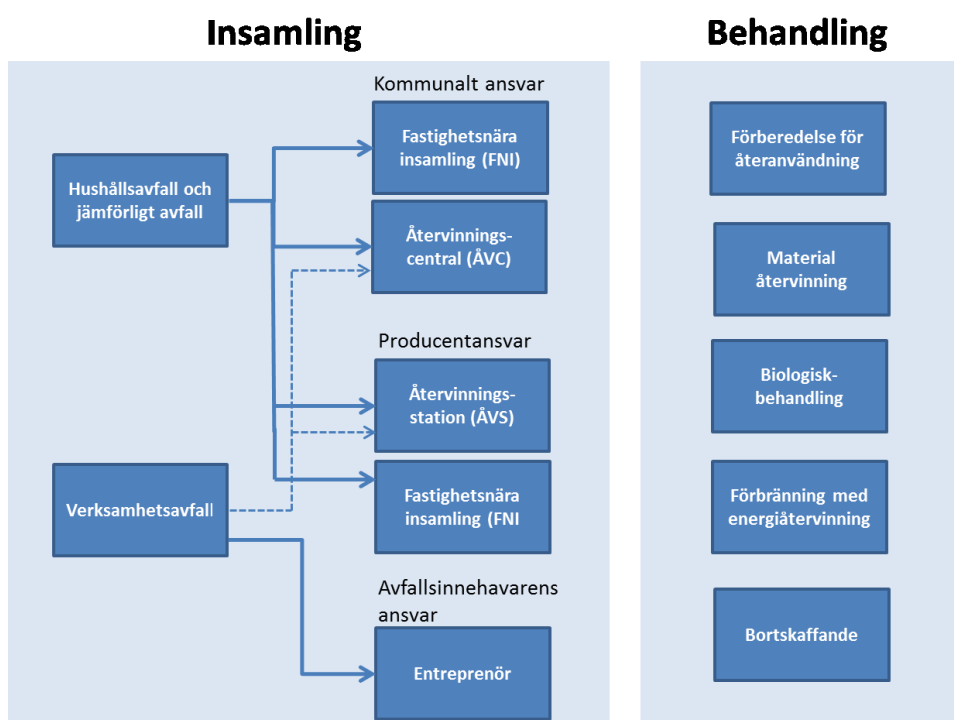 Insamling
Kommunalt ansvar
Hushållsavfall och
jämförligt avfall
Fastighetsnära
insamling (FNI)
Återvinnings-
central (ÅVC)
Producentansvar
Återvinnings-
station (ÅVS)
Verksamhetsavfall
Fastighetsnära
insamling (FNI
Avfallsinnehavarens
ansvar
Entreprenör
Behandling
Förberedelse för
återanvändning
Material
återvinning
Biologisk-
behandling
Förbränning med
energiåtervinning
Bortskaffande